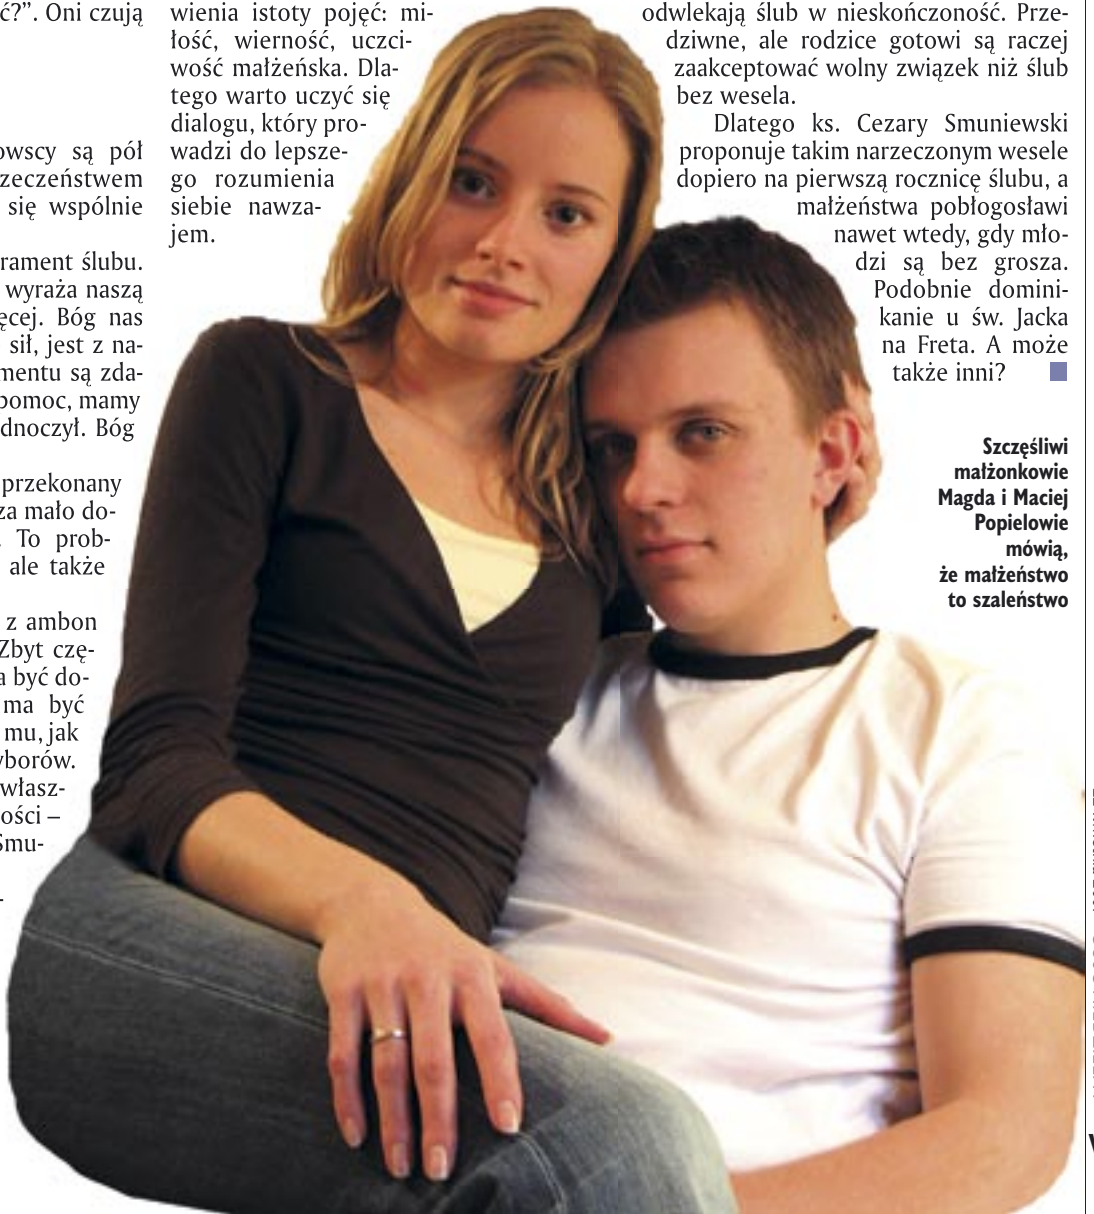 ć?”. Oni czują
owscy są pół
zeczeństwem
się wspólnie
rament ślubu.
wyraża naszą
ęcej. Bóg nas
sił, jest z na-
mentu są zda-
pomoc, mamy
dnoczył. Bóg
przekonany
za mało do-
. To prob-
ale także
z ambon
Zbyt czę-
a być do-
ma być
mu, jak
yborów.
własz-
ości –
Smu-
wienia istoty pojęć: mi-
łość, wierność, uczci-
wość małżeńska. Dla-
tego warto uczyć się
dialogu, który pro-
wadzi do lepsze-
go rozumienia
siebie nawza-
jem.
odwlekają ślub w nieskończoność. Prze-
dziwne, ale rodzice gotowi są raczej
zaakceptować wolny związek niż ślub
bez wesela.
Dlatego ks. Cezary Smuniewski
proponuje takim narzeczonym wesele
dopiero na pierwszą rocznicę ślubu, a
małżeństwa pobłogosławi
nawet wtedy, gdy mło-
dzi są bez grosza.
Podobnie domini-
kanie u św. Jacka
na Freta. A może
także inni?
Szczęśliwi
małżonkowie
Magda i Maciej
Popielowie
mówią,
że małżeństwo
to szaleństwo